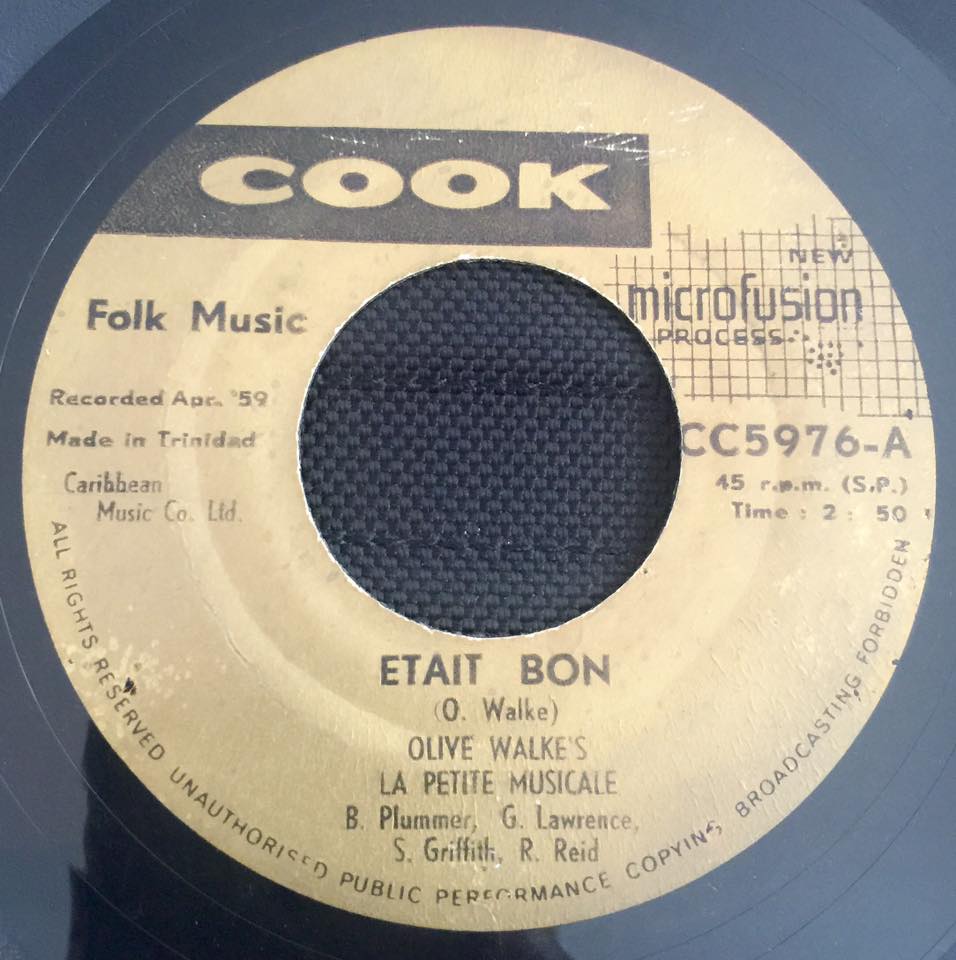 COOK
NEW
microfusion
PROCESS
Folk Music
Recorded Apr. '59
Made in Trinidad
Caribbean
Music Co. Ltd.
CC5976-A
45 r.p.m. (S.P.)
Time : 2 : 50
ETAIT BON
(O. Walke)
OLIVE WALKE'S
LA PETITE MUSICALE
B. Plummer, G. Lawrence,
S. Griffith, R. Reid
ALL RIGHTS RESERVED UNAUTHORISED PUBLIC PERFORMANCE COPYING BROADCASTING FORBIDDEN